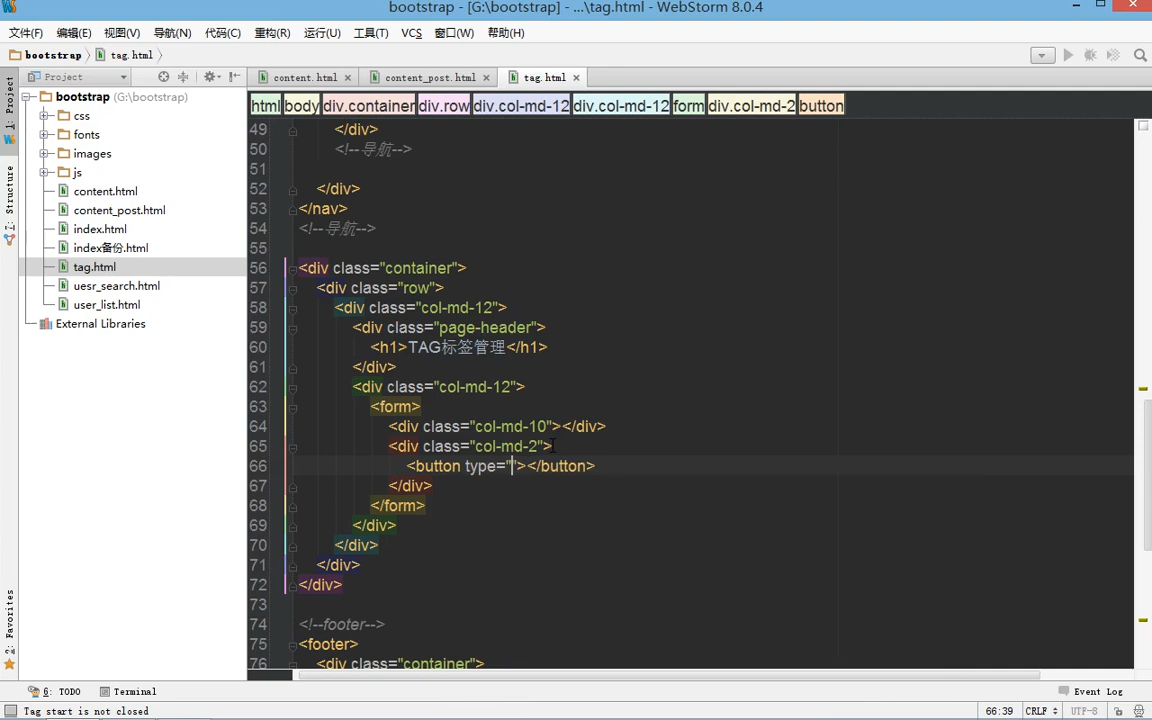 bootstrap - [G:\bootstrap] - ...\tag.html - WebStorm 8.0.4
文件(F) 编辑(E) 视图(V) 导航(N) 代码(C) 重构(R) 运行(U) 工具(T) VCS 窗口(W) 帮助(H)
bootstrap tag.html
1: Project
7: Structure
2: Favorites
Project
bootstrap (G:\bootstrap)
css
fonts
images
js
content.html
content_post.html
index.html
index备份.html
tag.html
uesr_search.html
user_list.html
External Libraries
content.html content_post.html tag.html
html body div.container div.row div.col-md-12 div.col-md-12 form div.col-md-2 button
49 </div>
50 <!--导航-->
51
52 </div>
53 </nav>
54 <!--导航-->
55
56 <div class="container">
57 <div class="row">
58 <div class="col-md-12">
59 <div class="page-header">
60 <h1>TAG标签管理</h1>
61 </div>
62 <div class="col-md-12">
63 <form>
64 <div class="col-md-10"></div>
65 <div class="col-md-2">
66 <button type=""></button>
67 </div>
68 </form>
69 </div>
70 </div>
71 </div>
72 </div>
73
74 <!--footer-->
75 <footer>
76 <div class="container">
6: TODO Terminal Event Log
Tag start is not closed 66:39 CRLF UTF-8